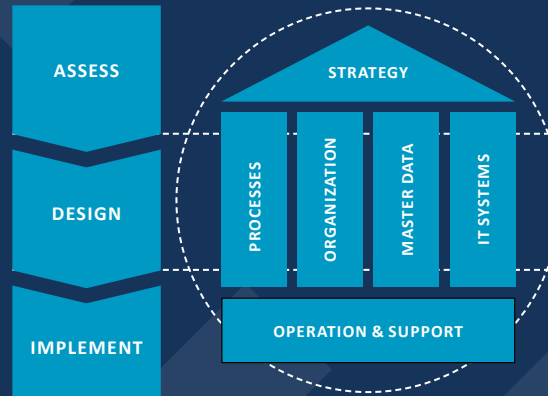 ASSESS
STRATEGY
PROCESSES
ORGANIZATION
MASTER DATA
IT SYSTEMS
DESIGN
OPERATION & SUPPORT
IMPLEMENT